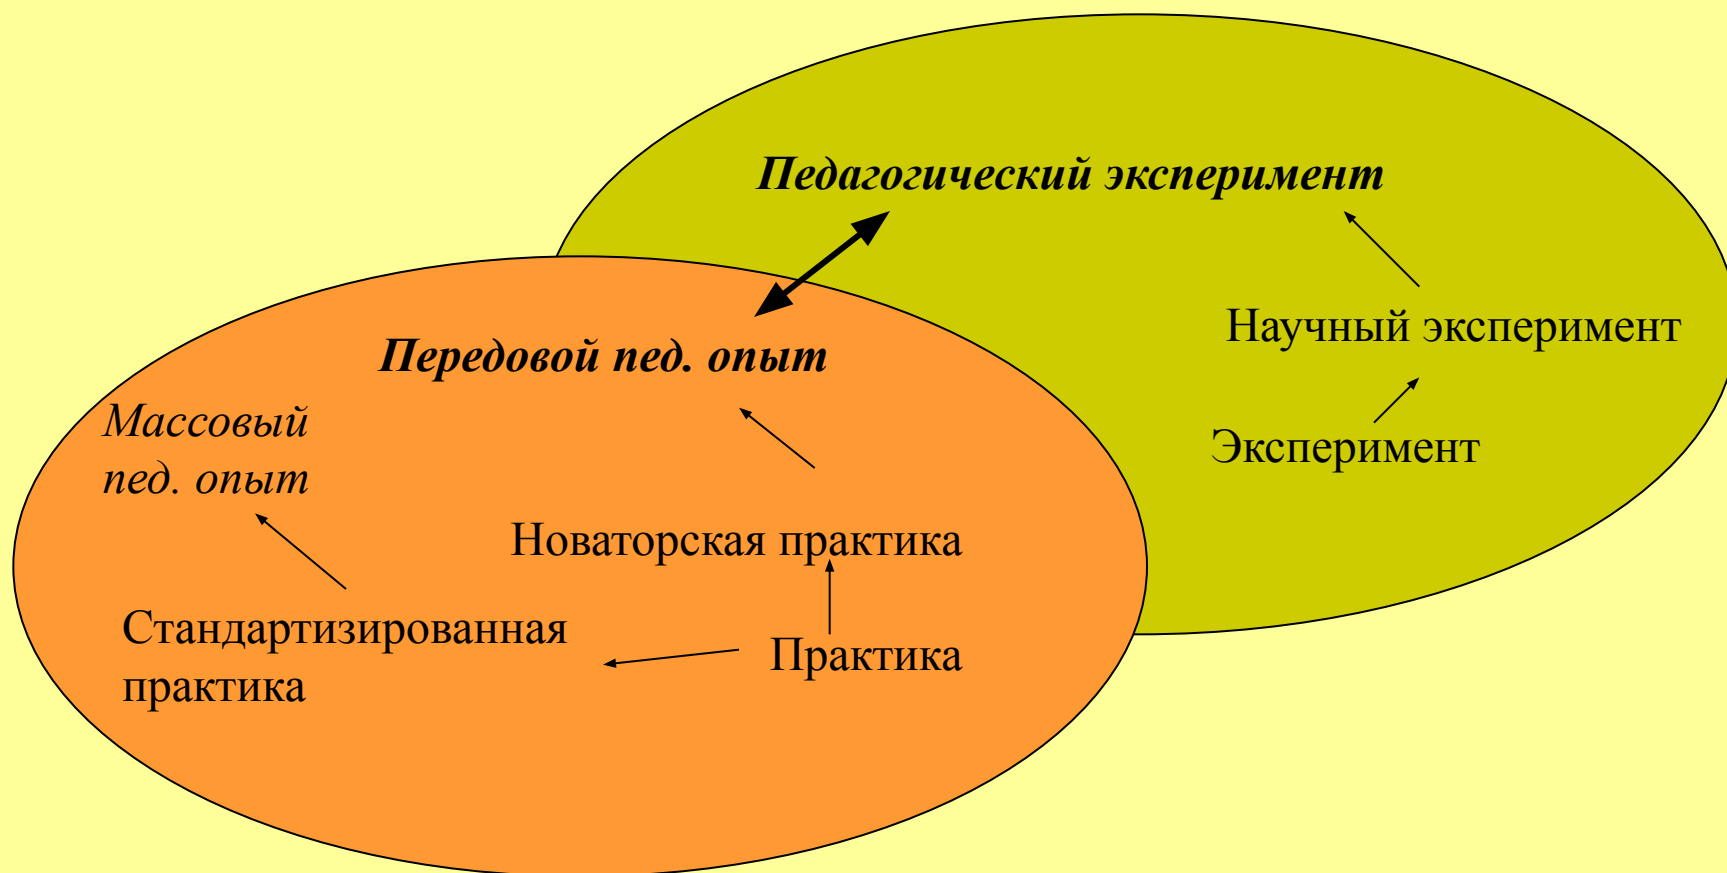 Педагогический эксперимент
Научный эксперимент
Передовой пед. опыт
Массовый
пед. опыт
Эксперимент
Новаторская практика
Стандартизированная
практика
Практика